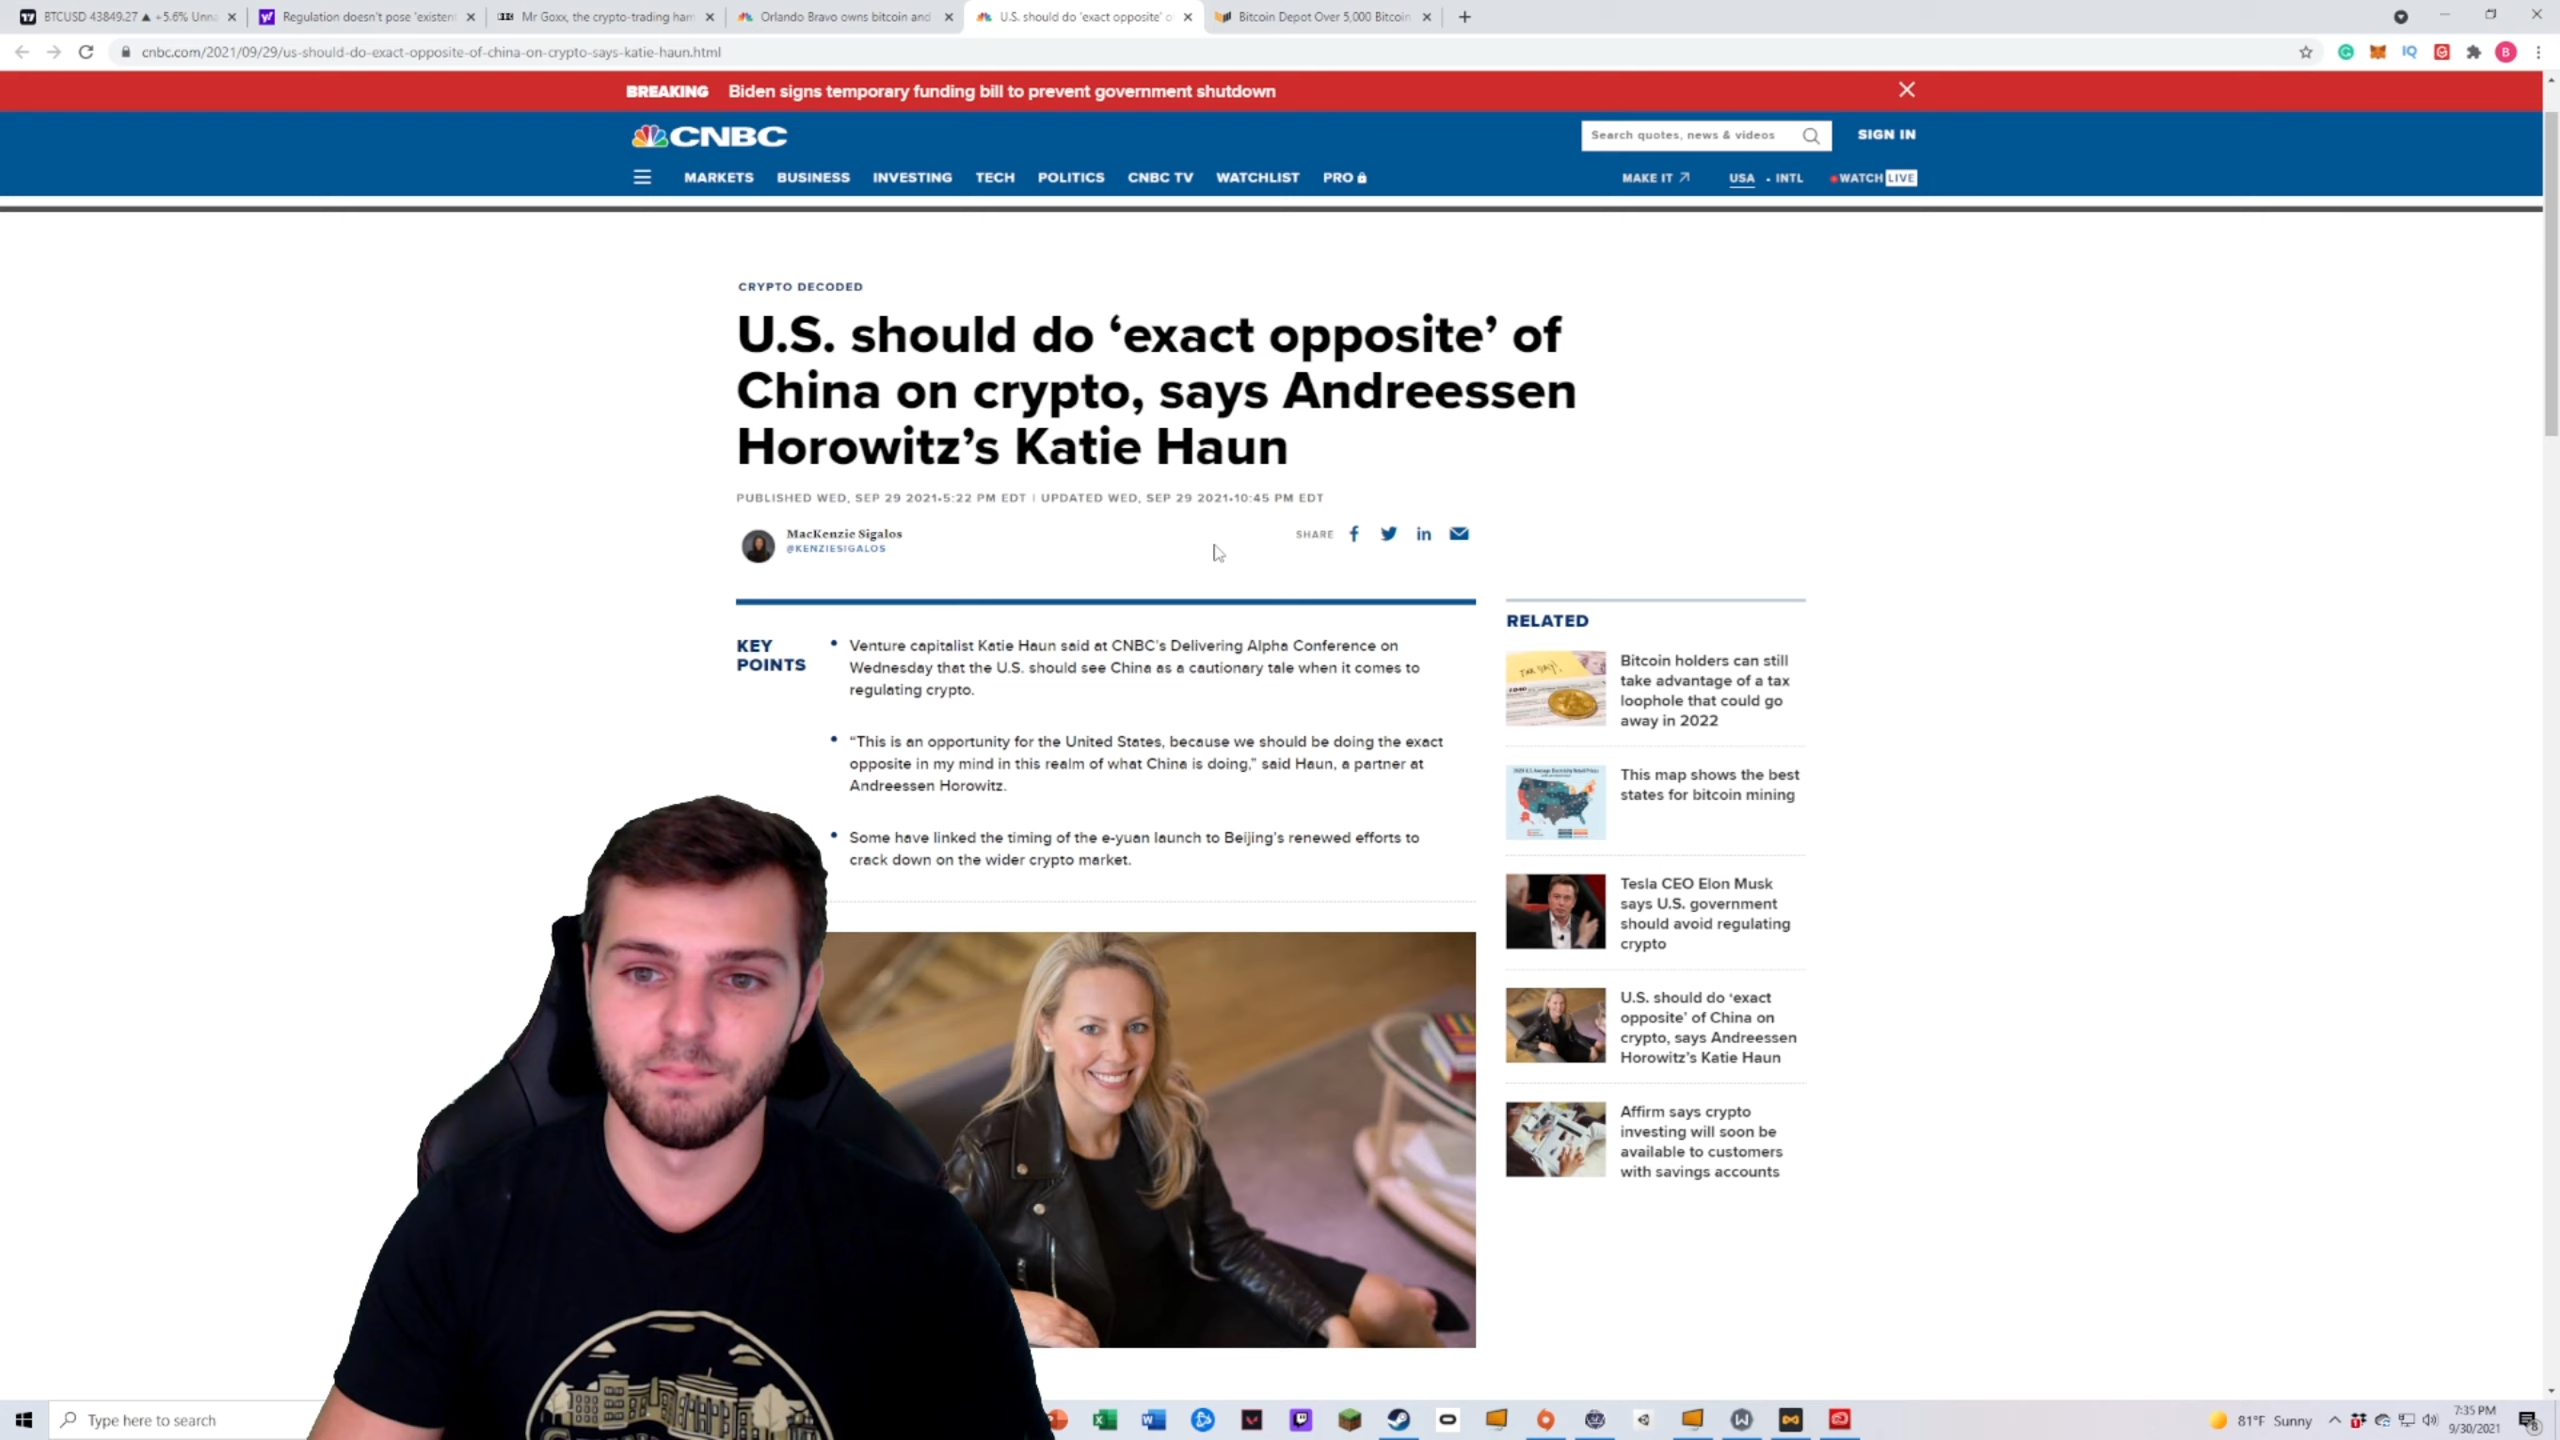 BTCUSD 43849.27 ▲ +5.6% Unna
Regulation doesn't pose 'existent
Mr Goxx, the crypto-trading ham
Orlando Bravo owns bitcoin and
U.S. should do 'exact opposite' o
Bitcoin Depot Over 5,000 Bitcoin
cnbc.com/2021/09/29/us-should-do-exact-opposite-of-china-on-crypto-says-katie-haun.html
IQ
B
BREAKING Biden signs temporary funding bill to prevent government shutdown
CNBC
Search quotes, news & videos
SIGN IN
MARKETS BUSINESS INVESTING TECH POLITICS CNBC TV WATCHLIST PRO
MAKE IT USA • INTL WATCH LIVE
CRYPTO DECODED
U.S. should do ‘exact opposite’ of
China on crypto, says Andreessen
Horowitz’s Katie Haun
PUBLISHED WED, SEP 29 2021•5:22 PM EDT | UPDATED WED, SEP 29 2021•10:45 PM EDT
MacKenzie Sigalos
@KENZIESIGALOS
SHARE
KEY
POINTS
Venture capitalist Katie Haun said at CNBC’s Delivering Alpha Conference on
Wednesday that the U.S. should see China as a cautionary tale when it comes to
regulating crypto.
“This is an opportunity for the United States, because we should be doing the exact
opposite in my mind in this realm of what China is doing,” said Haun, a partner at
Andreessen Horowitz.
Some have linked the timing of the e-yuan launch to Beijing’s renewed efforts to
crack down on the wider crypto market.
RELATED
Bitcoin holders can still
take advantage of a tax
loophole that could go
away in 2022
This map shows the best
states for bitcoin mining
Tesla CEO Elon Musk
says U.S. government
should avoid regulating
crypto
U.S. should do ‘exact
opposite’ of China on
crypto, says Andreessen
Horowitz’s Katie Haun
Affirm says crypto
investing will soon be
available to customers
with savings accounts
Type here to search
81°F Sunny
7:35 PM
9/30/2021